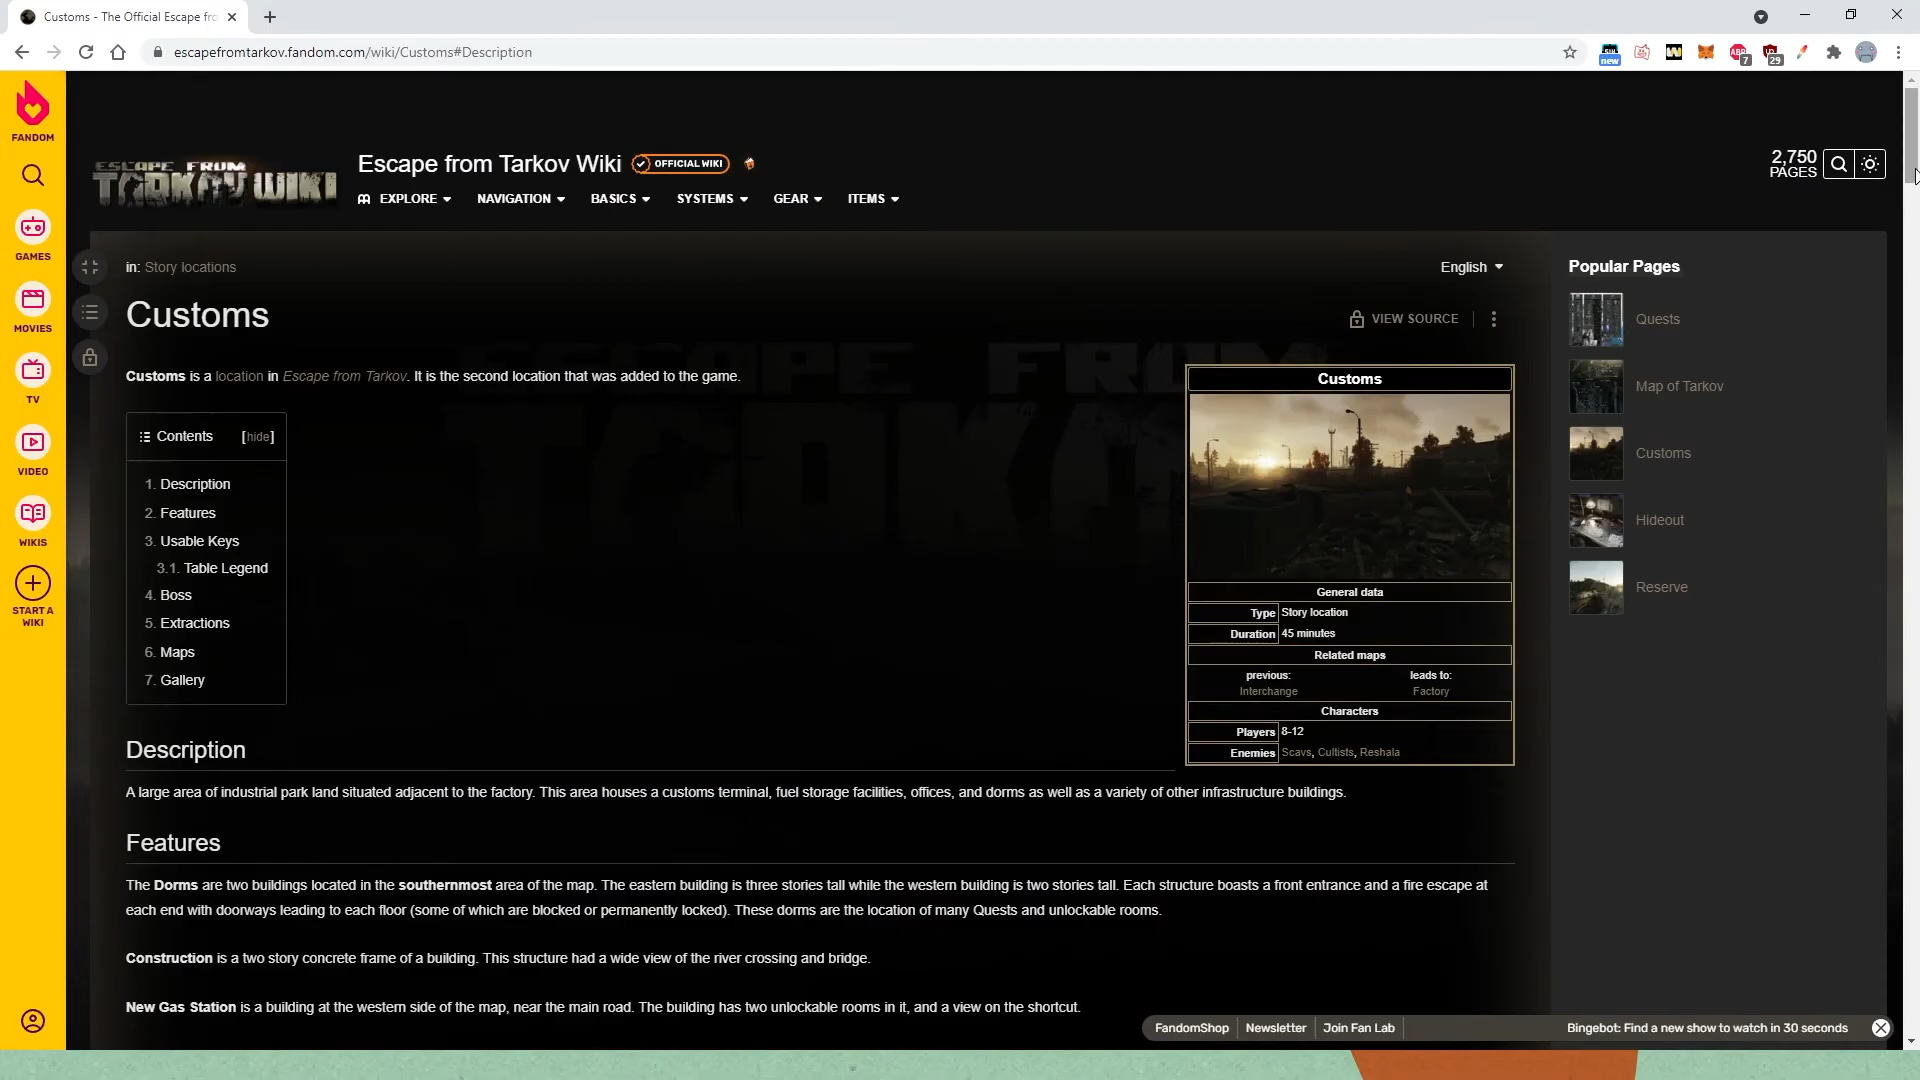 Customs - The Official Escape fro
escapefromtarkov.fandom.com/wiki/Customs#Description
new
ABP
7
29
FANDOM
GAMES
MOVIES
TV
VIDEO
WIKIS
START A
WIKI
ESCAPE FROM
TARKOV WIKI
Escape from Tarkov Wiki
OFFICIAL WIKI
EXPLORE
NAVIGATION
BASICS
SYSTEMS
GEAR
ITEMS
2,750
PAGES
in: Story locations
English
Customs
VIEW SOURCE
Customs is a location in Escape from Tarkov. It is the second location that was added to the game.
Contents [hide]
1. Description
2. Features
3. Usable Keys
3.1. Table Legend
4. Boss
5. Extractions
6. Maps
7. Gallery
Customs
General data
Type Story location
Duration 45 minutes
Related maps
previous: leads to:
Interchange Factory
Characters
Players 8-12
Enemies Scavs, Cultists, Reshala
Description
A large area of industrial park land situated adjacent to the factory. This area houses a customs terminal, fuel storage facilities, offices, and dorms as well as a variety of other infrastructure buildings.
Features
The Dorms are two buildings located in the southernmost area of the map. The eastern building is three stories tall while the western building is two stories tall. Each structure boasts a front entrance and a fire escape at
each end with doorways leading to each floor (some of which are blocked or permanently locked). These dorms are the location of many Quests and unlockable rooms.
Construction is a two story concrete frame of a building. This structure had a wide view of the river crossing and bridge.
New Gas Station is a building at the western side of the map, near the main road. The building has two unlockable rooms in it, and a view on the shortcut.
Popular Pages
Quests
Map of Tarkov
Customs
Hideout
Reserve
FandomShop
Newsletter
Join Fan Lab
Bingebot: Find a new show to watch in 30 seconds